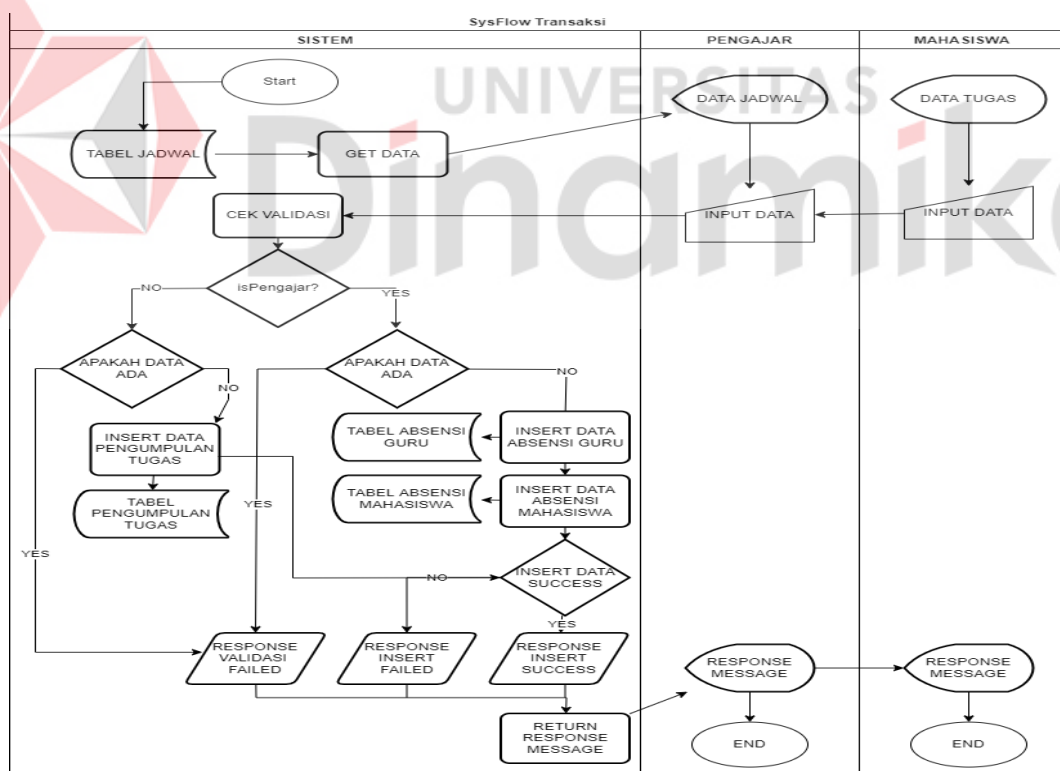 SysFlow Transaksi
SISTEM
PENGAJAR
MAHASISWA
UNIVERSITAS
Dinamika
Start
DATA JADWAL
DATA TUGAS
TABEL JADWAL
GET DATA
CEK VALIDASI
INPUT DATA
INPUT DATA
isPengajar?
NO
YES
APAKAH DATA
ADA
APAKAH DATA
ADA
NO
NO
INSERT DATA
PENGUMPULAN
TUGAS
TABEL ABSENSI
GURU
INSERT DATA
ABSENSI GURU
TABEL
PENGUMPULAN
TUGAS
YES
TABEL ABSENSI
MAHASISWA
INSERT DATA
ABSENSI
MAHASISWA
YES
NO
INSERT DATA
SUCCESS
YES
RESPONSE
VALIDASI
FAILED
RESPONSE
INSERT
FAILED
RESPONSE
INSERT
SUCCESS
RESPONSE
MESSAGE
RESPONSE
MESSAGE
RETURN
RESPONSE
MESSAGE
END
END